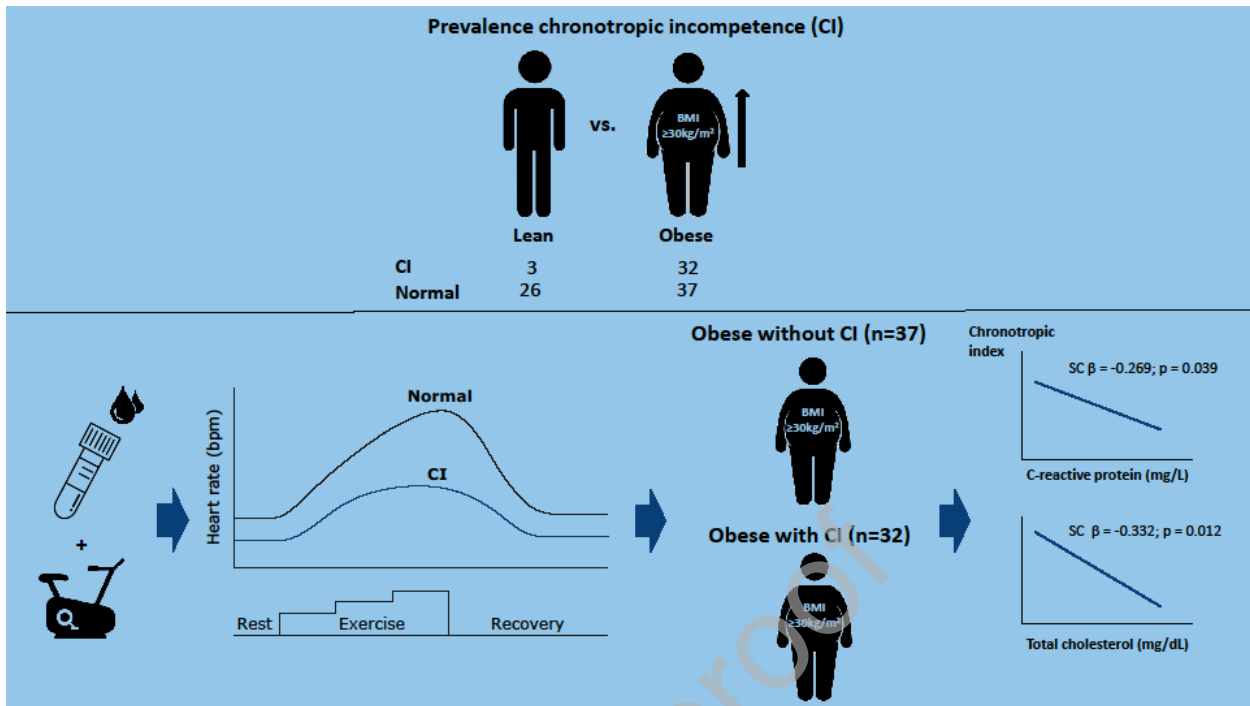 Prevalence chronotropic incompetence (CI)
BMI
≥30kg/m²
vs.
Lean Obese
CI 3 32
Normal 26 37
Obese without CI (n=37)
BMI
≥30kg/m²
Obese with CI (n=32)
BMI
≥30kg/m²
+
Heart rate (bpm)
Normal
CI
Rest Exercise Recovery
Chronotropic
index
SC β = -0.269; p = 0.039
C-reactive protein (mg/L)
SC β = -0.332; p = 0.012
Total cholesterol (mg/dL)
proof